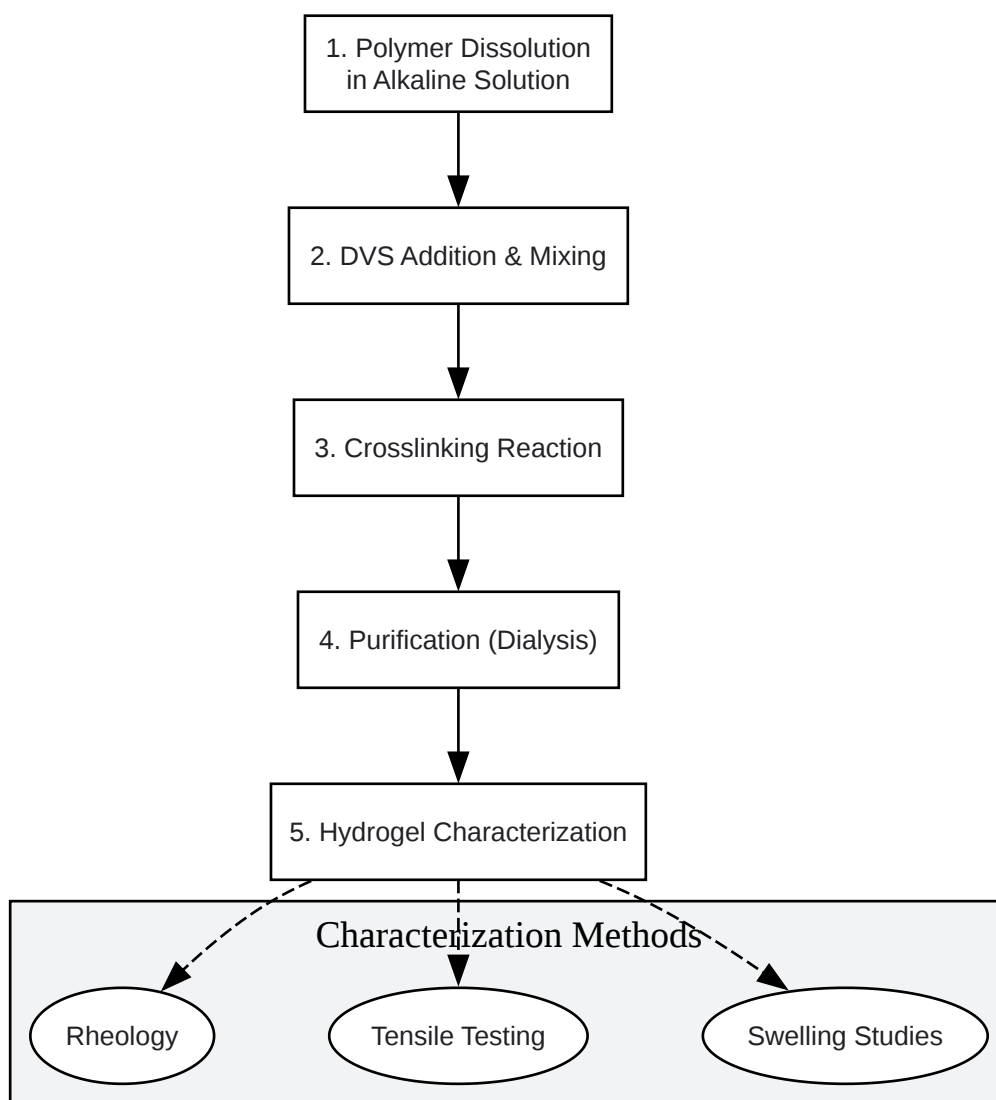 1. Polymer Dissolution
in Alkaline Solution
2. DVS Addition & Mixing
3. Crosslinking Reaction
4. Purification (Dialysis)
5. Hydrogel Characterization
Characterization Methods
Rheology
Tensile Testing
Swelling Studies